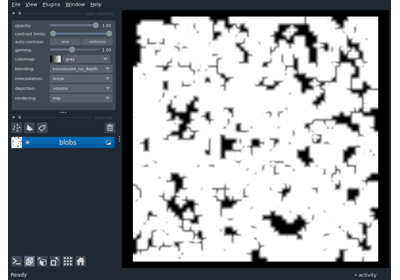 File View Plugins Window Help
opacity: 1.00
contrast limits:
auto-contrast: once continuous
gamma: 1.00
colormap: gray
blending: translucent_no_depth
interpolation: linear
depiction: volume
rendering: mip
blobs
Ready
activity